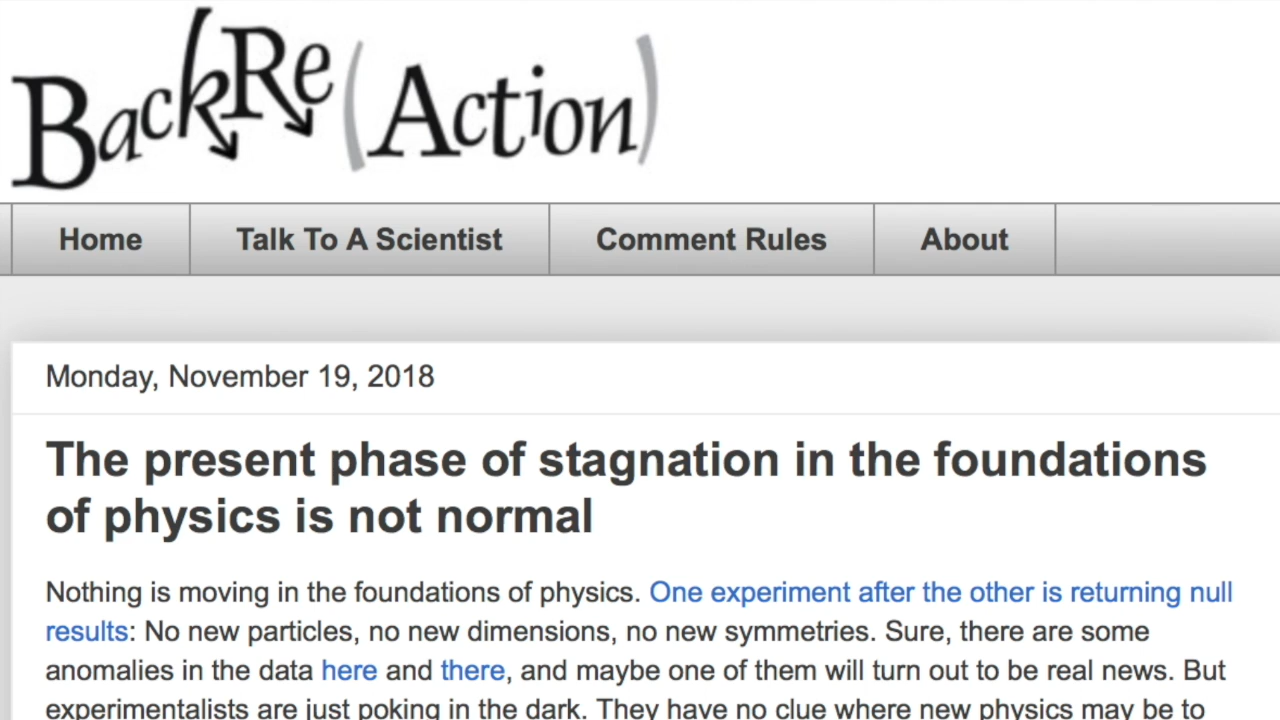 BackRe(Action)
Home Talk To A Scientist Comment Rules About
Monday, November 19, 2018
The present phase of stagnation in the foundations
of physics is not normal
Nothing is moving in the foundations of physics. One experiment after the other is returning null
results: No new particles, no new dimensions, no new symmetries. Sure, there are some
anomalies in the data here and there, and maybe one of them will turn out to be real news. But
experimentalists are just poking in the dark. They have no clue where new physics may be to